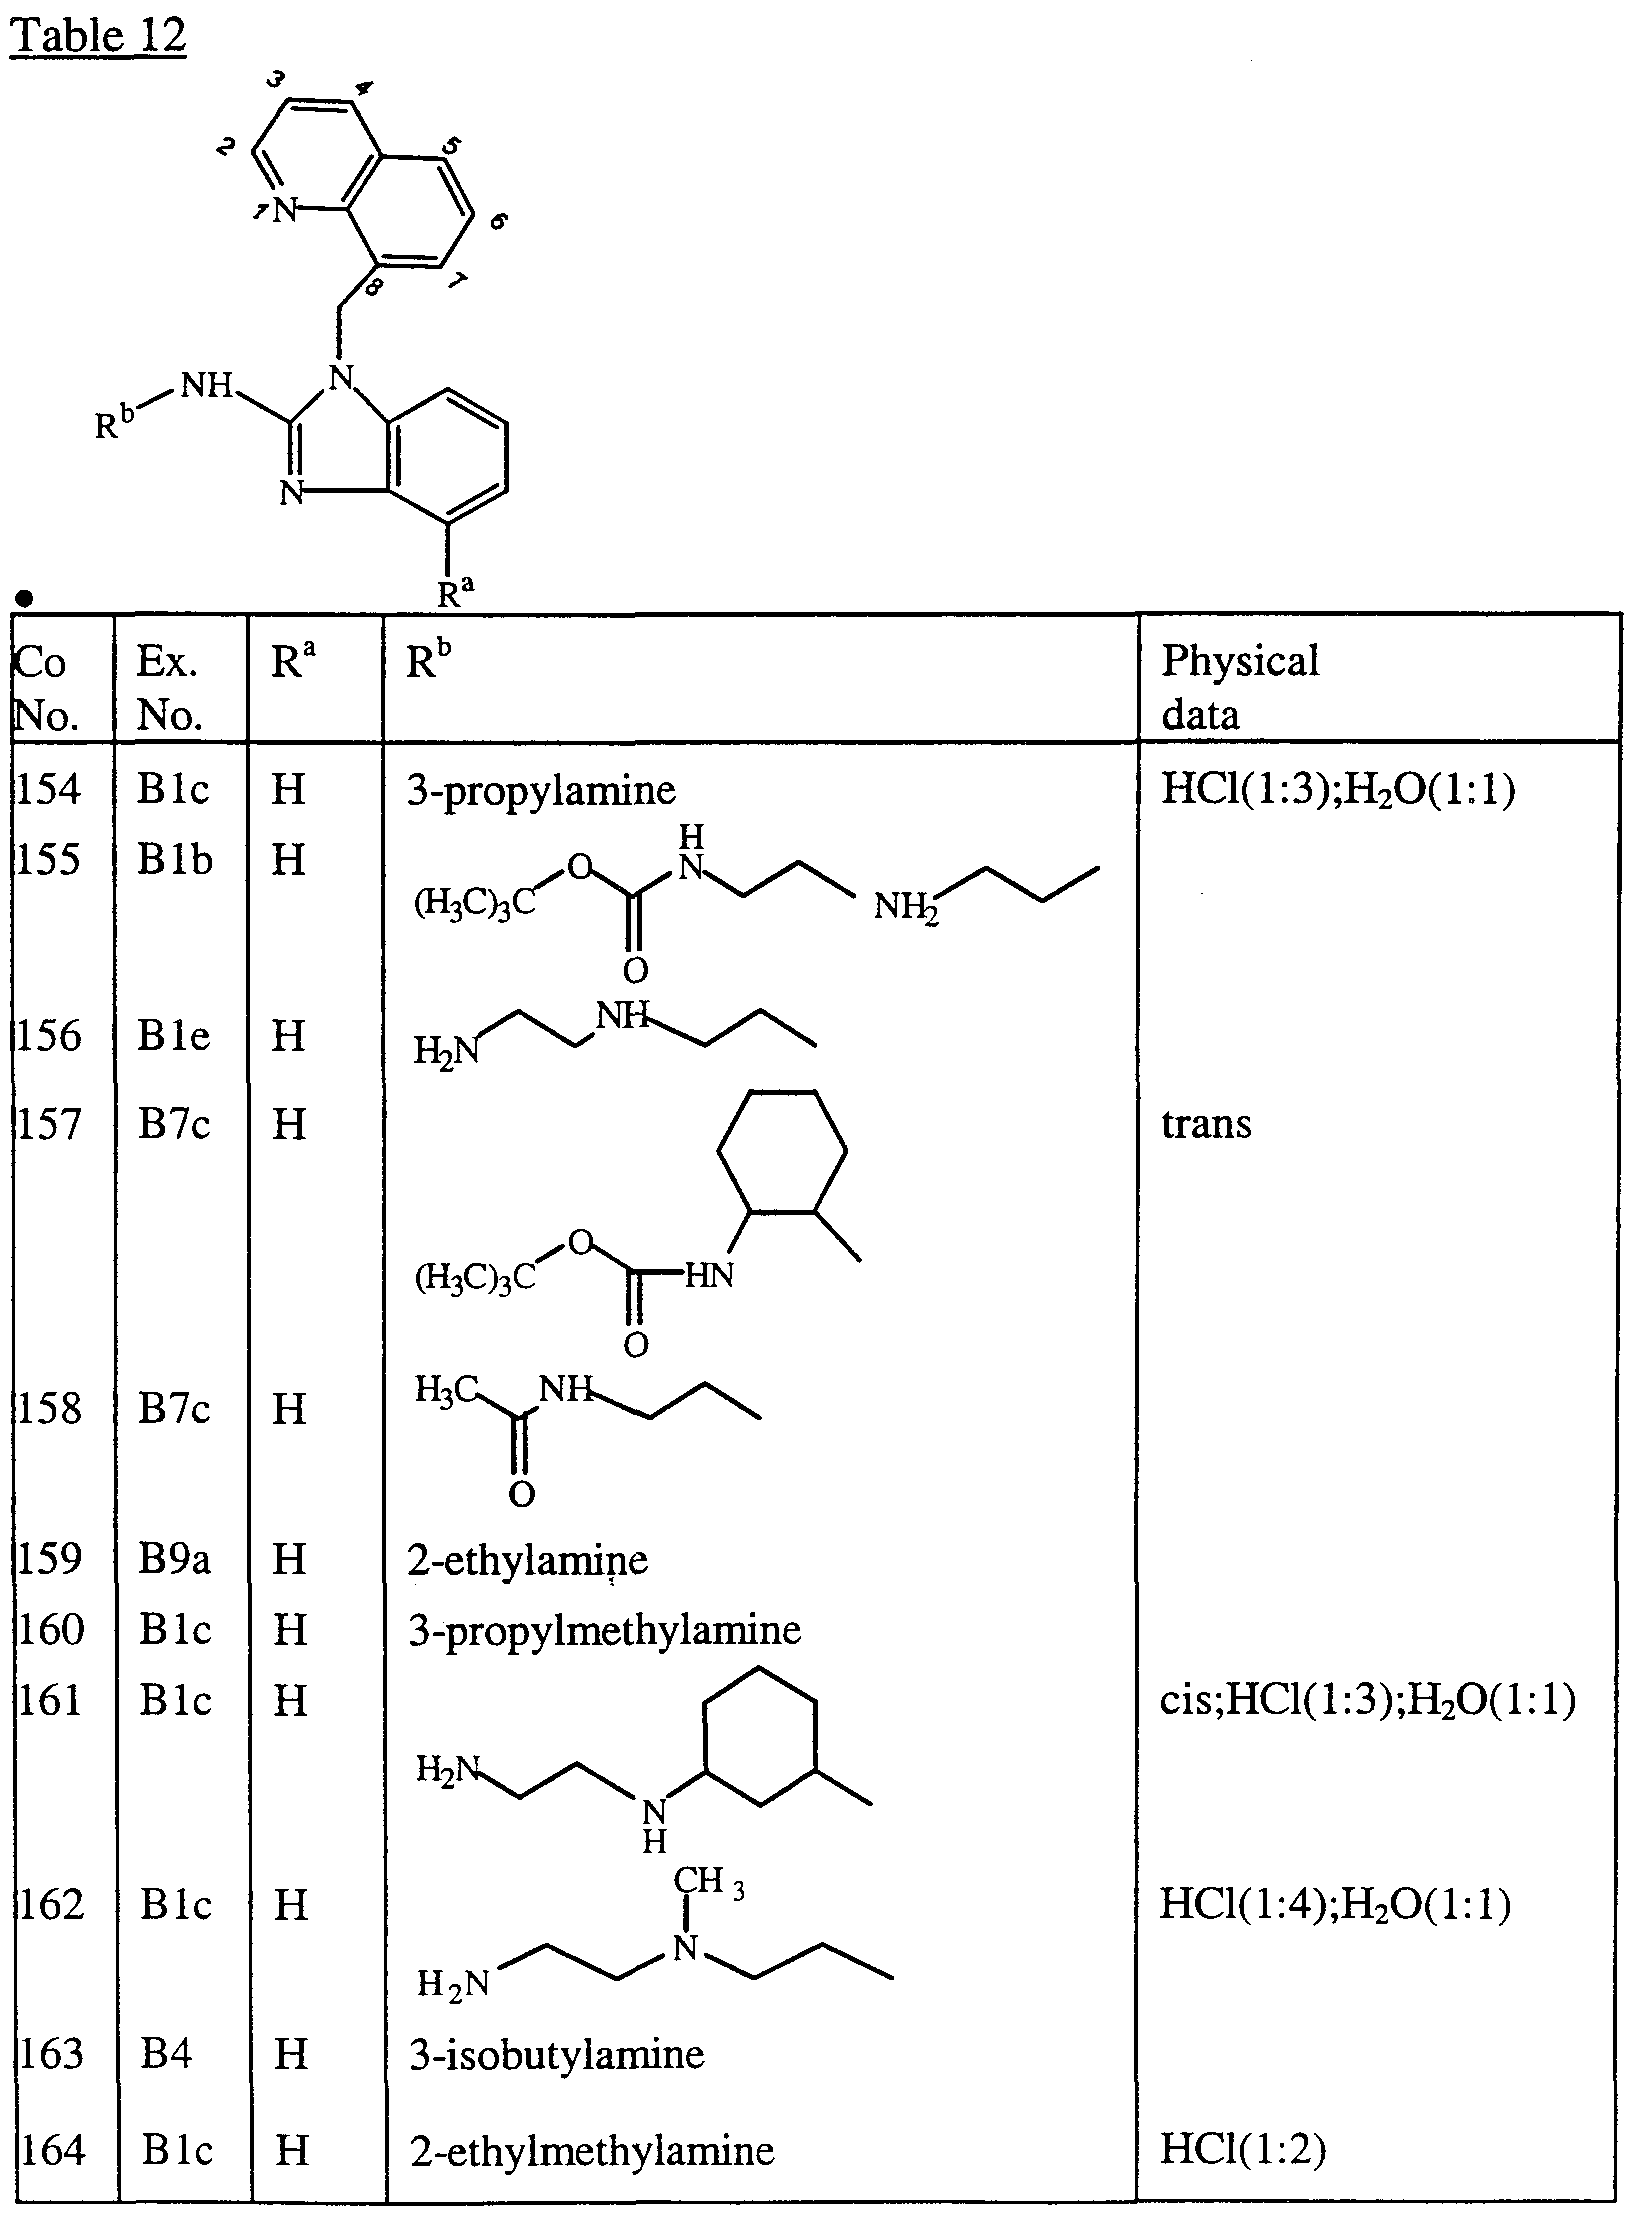 Table 12
3 4
2 5
1 N 6
8 7
NH N
Rᵇ
N
Rᵃ
Co No. Ex. No. Rᵃ Rᵇ Physical data
154 B1c H 3-propylamine HCl(1:3);H₂O(1:1)
155 B1b H (H₃C)₃C O O H N NH₂
156 B1e H H₂N NH
157 B7c H (H₃C)₃C O O HN trans
158 B7c H H₃C O NH
159 B9a H 2-ethylamine
160 B1c H 3-propylmethylamine
161 B1c H H₂N N H cis;HCl(1:3);H₂O(1:1)
162 B1c H H₂N N CH₃ HCl(1:4);H₂O(1:1)
163 B4 H 3-isobutylamine
164 B1c H 2-ethylmethylamine HCl(1:2)